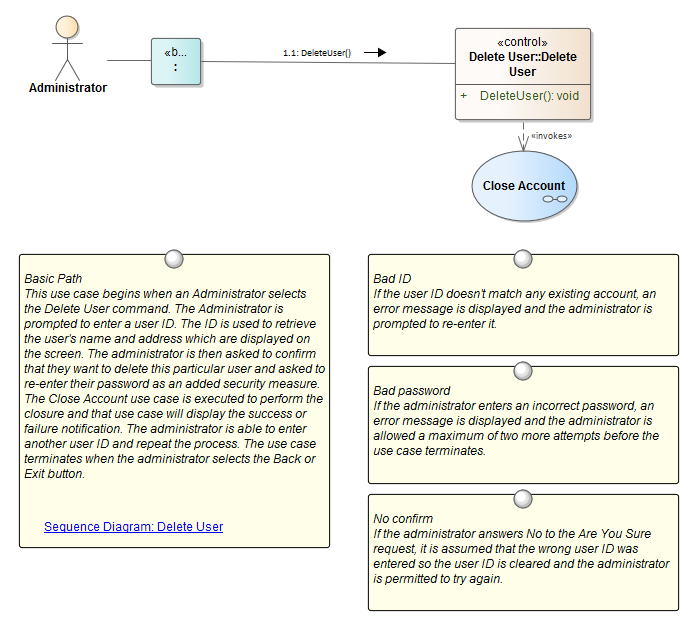 «b...
:
1.1: DeleteUser()
Administrator
«control»
Delete User::Delete
User
+ DeleteUser(): void
«invokes»
Close Account
Basic Path
This use case begins when an Administrator selects
the Delete User command. The Administrator is
prompted to enter a user ID. The ID is used to retrieve
the user's name and address which are displayed on
the screen. The administrator is then asked to confirm
that they want to delete this particular user and asked to
re-enter their password as an added security measure.
The Close Account use case is executed to perform the
closure and that use case will display the success or
failure notification. The administrator is able to enter
another user ID and repeat the process. The use case
terminates when the administrator selects the Back or
Exit button.
Sequence Diagram: Delete User
Bad ID
If the user ID doesn't match any existing account, an
error message is displayed and the administrator is
prompted to re-enter it.
Bad password
If the administrator enters an incorrect password, an
error message is displayed and the administrator is
allowed a maximum of two more attempts before the
use case terminates.
No confirm
If the administrator answers No to the Are You Sure
request, it is assumed that the wrong user ID was
entered so the user ID is cleared and the administrator
is permitted to try again.